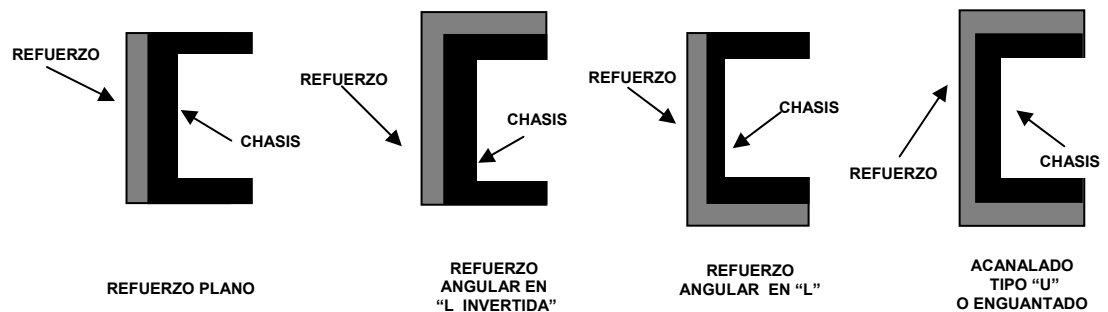 REFUERZO
CHASIS
REFUERZO PLANO
REFUERZO
CHASIS
REFUERZO
ANGULAR EN
“L INVERTIDA”
REFUERZO
CHASIS
REFUERZO
ANGULAR EN “L”
REFUERZO
CHASIS
ACANALADO
TIPO “U”
O ENGUANTADO